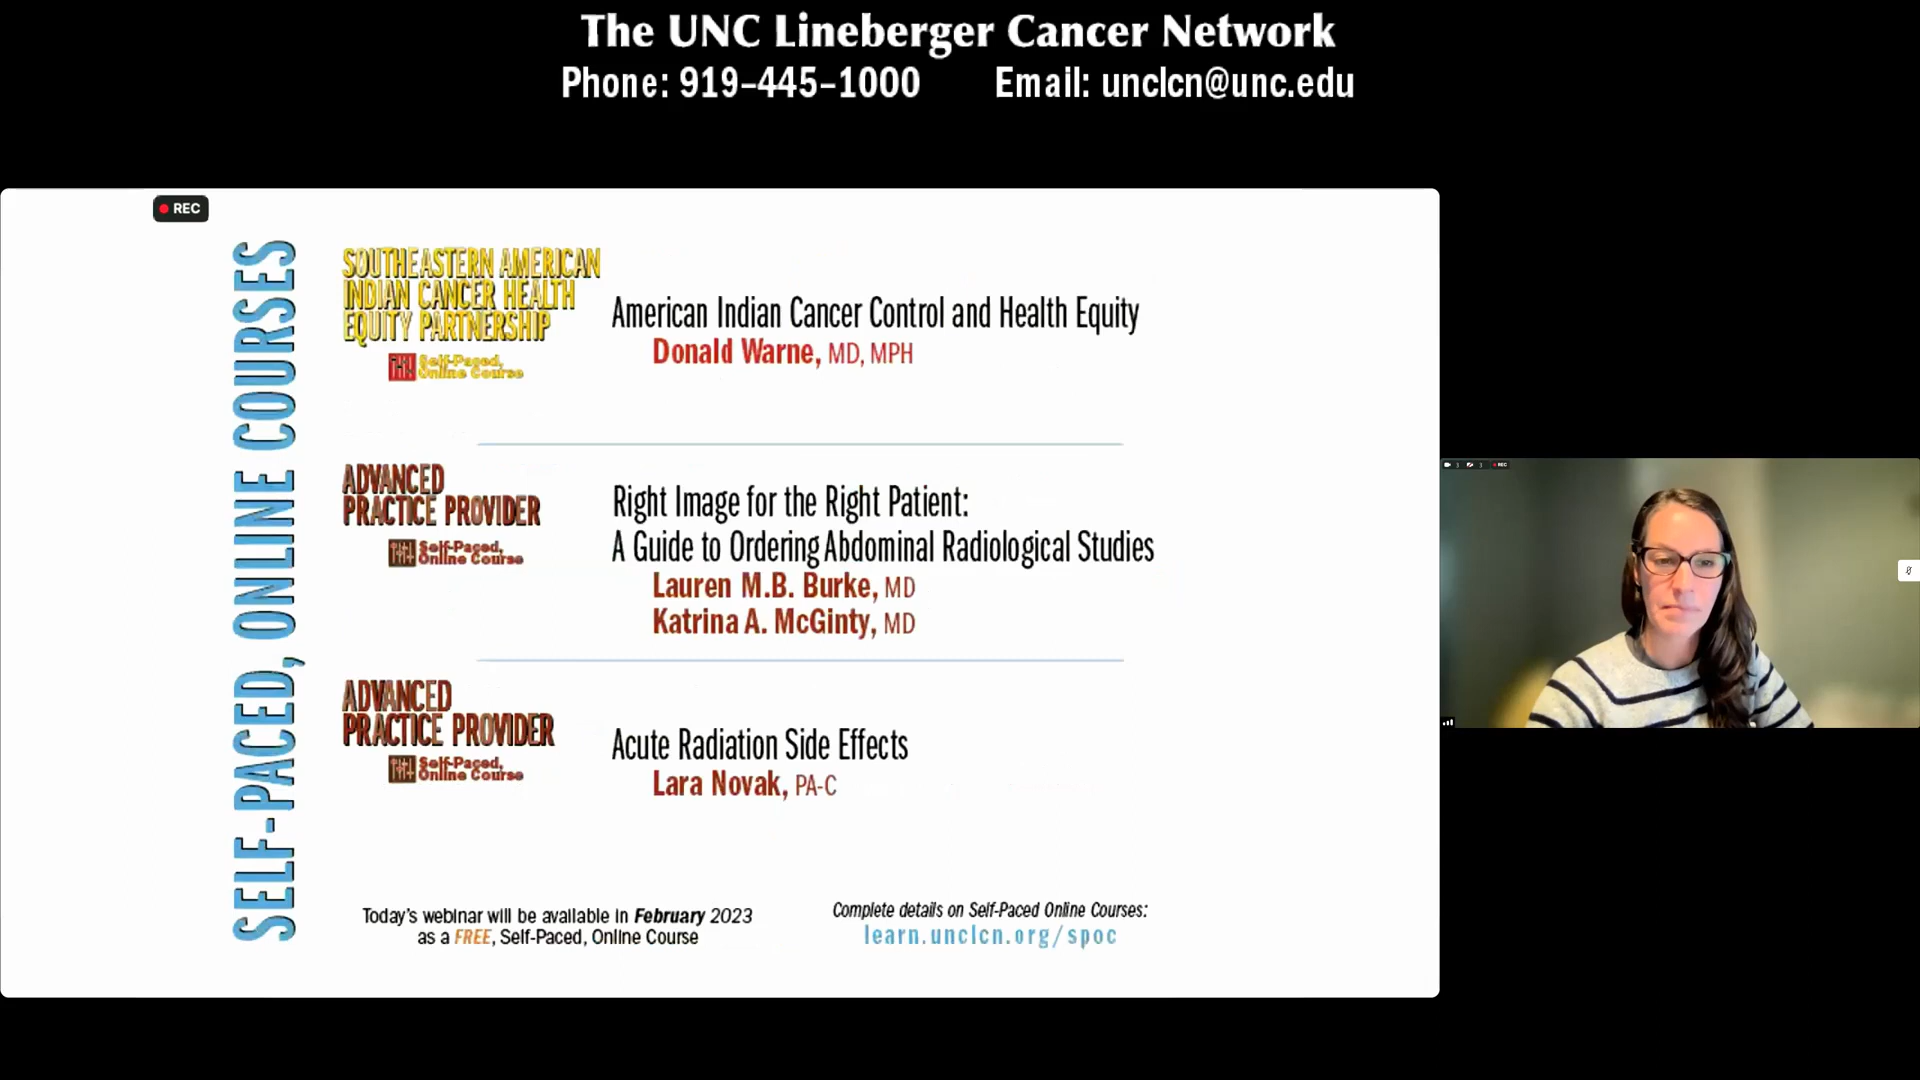 The UNC Lineberger Cancer Network
Phone: 919-445-1000 Email: unclcn@unc.edu
REC
SELF-PACED, ONLINE COURSES
SOUTHEASTERN AMERICAN
INDIAN CANCER HEALTH
EQUITY PARTNERSHIP
Self-Paced,
Online Course
American Indian Cancer Control and Health Equity
Donald Warne, MD, MPH
ADVANCED
PRACTICE PROVIDER
Self-Paced,
Online Course
Right Image for the Right Patient:
A Guide to Ordering Abdominal Radiological Studies
Lauren M.B. Burke, MD
Katrina A. McGinty, MD
ADVANCED
PRACTICE PROVIDER
Self-Paced,
Online Course
Acute Radiation Side Effects
Lara Novak, PA-C
Today's webinar will be available in February 2023
as a FREE, Self-Paced, Online Course
Complete details on Self-Paced Online Courses:
learn.unclcn.org/spoc
REC